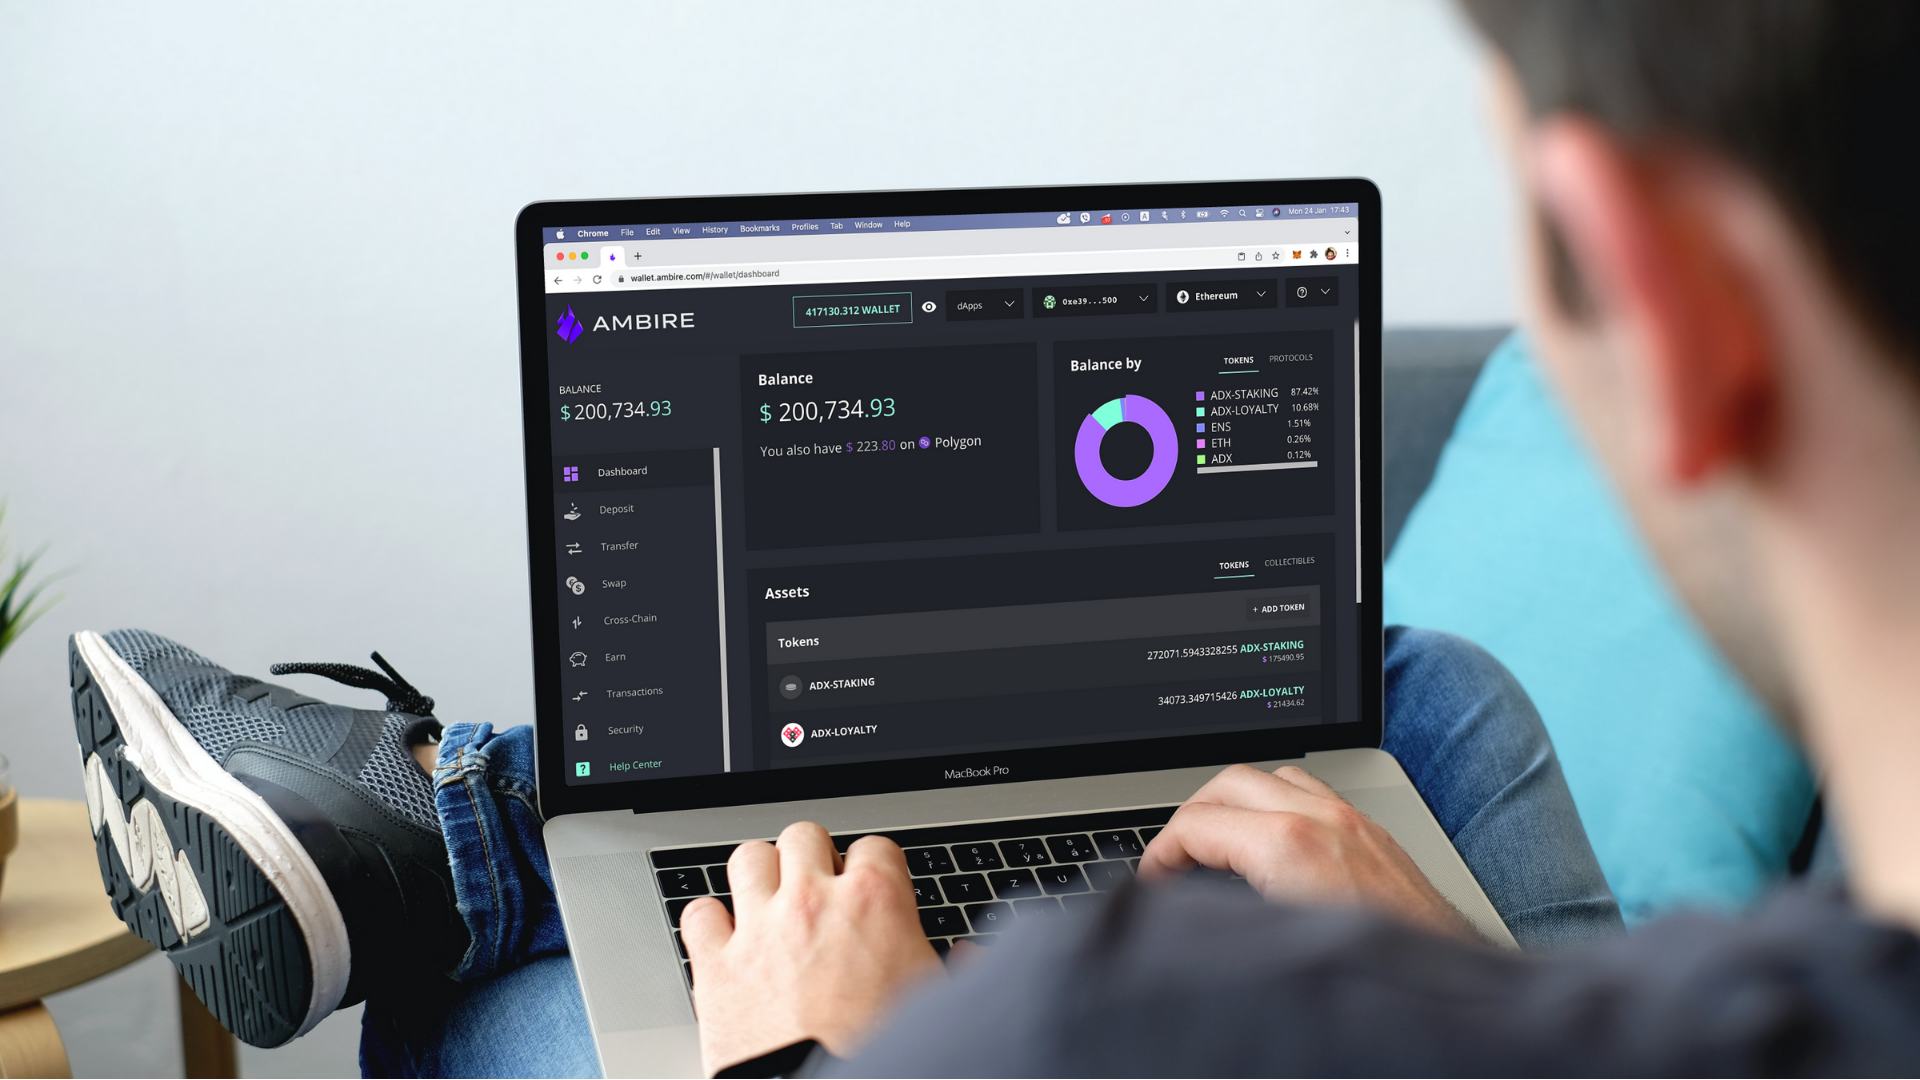 Chrome File Edit View History Bookmarks Profiles Tab Window Help Mon 24 Jan 17:43
wallet.ambire.com/#/wallet/dashboard
AMBIRE
417130.312 WALLET
dApps
0xe39...500
Ethereum
BALANCE
$ 200,734.93
Dashboard
Deposit
Transfer
Swap
Cross-Chain
Earn
Transactions
Security
? Help Center
Balance
$ 200,734.93
You also have $ 223.80 on Polygon
Balance by
TOKENS PROTOCOLS
ADX-STAKING 87.42%
ADX-LOYALTY 10.68%
ENS 1.51%
ETH 0.26%
ADX 0.12%
Assets
TOKENS COLLECTIBLES
Tokens
+ ADD TOKEN
ADX-STAKING
272071.5943328255 ADX-STAKING
$ 175490.95
ADX-LOYALTY
34073.349715426 ADX-LOYALTY
$ 21434.62
MacBook Pro
5 6 7 8 9
ř ž ý á í
R T Z U
F G